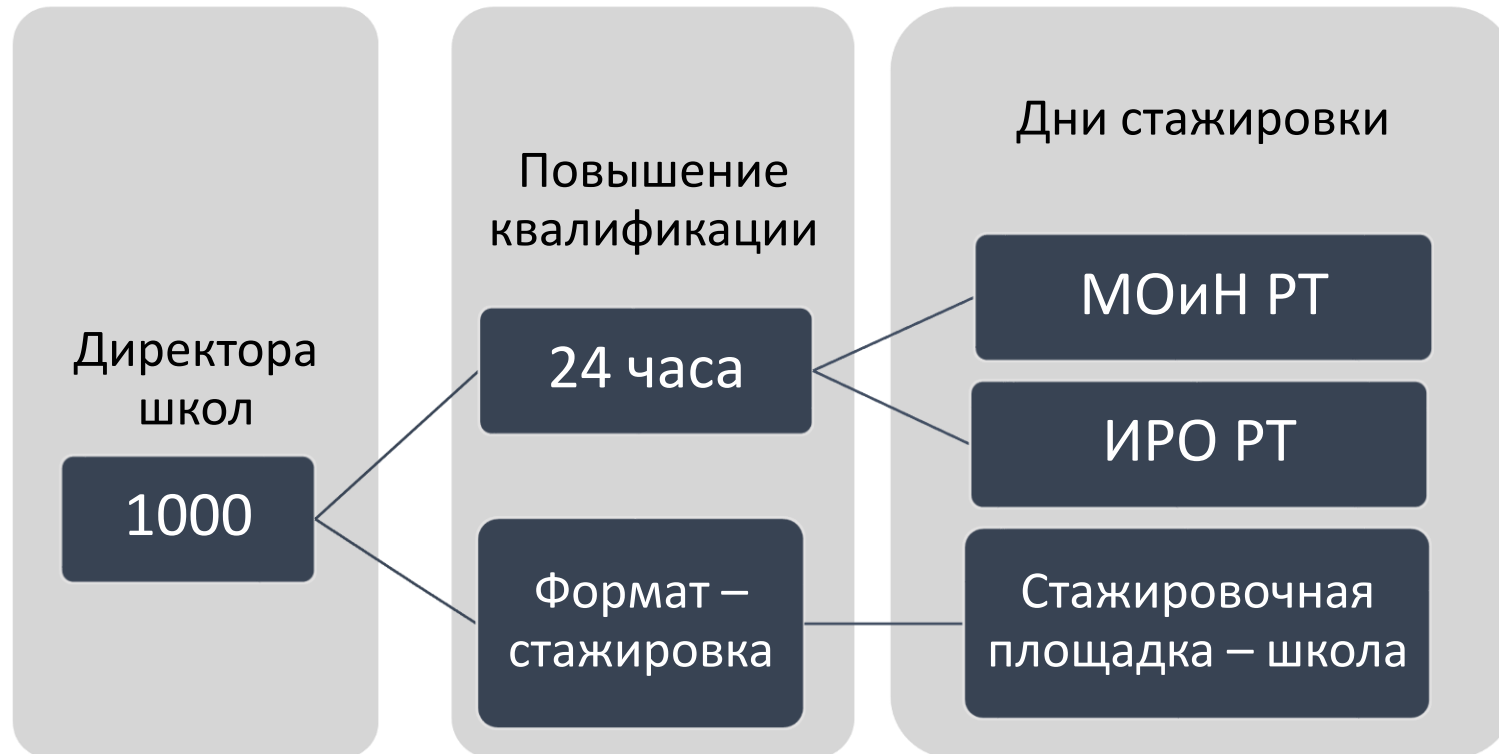 Директора
школ
1000
Повышение
квалификации
24 часа
Формат –
стажировка
Дни стажировки
МОиН РТ
ИРО РТ
Стажировочная
площадка – школа